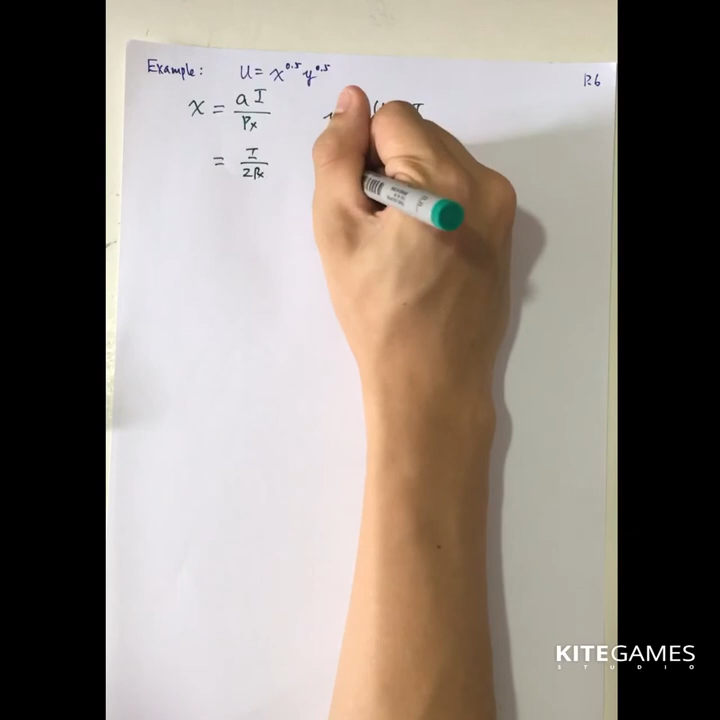 Example: U = x^0.5 y^0.5
R6
x = aI/Px
= I/2Px
KITEGAMES
STUDIO